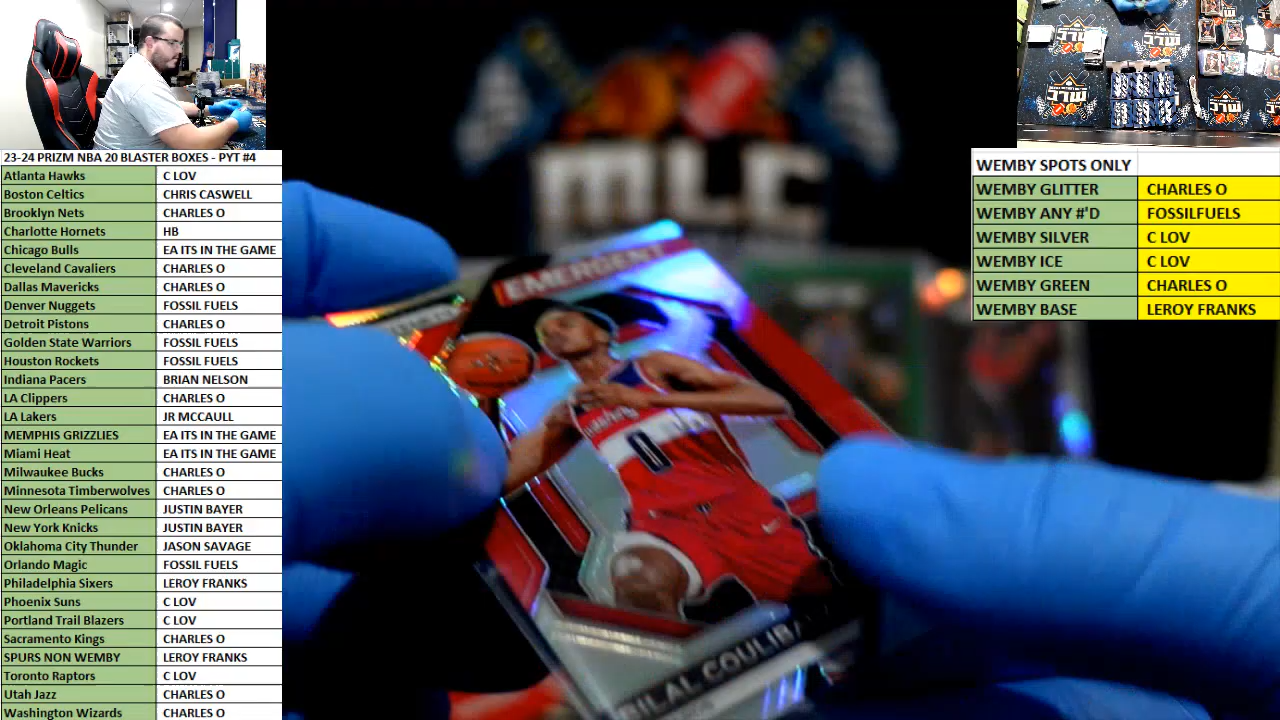 23-24 PRIZM NBA 20 BLASTER BOXES - PYT #4
Atlanta Hawks C LOV
Boston Celtics CHRIS CASWELL
Brooklyn Nets CHARLES O
Charlotte Hornets HB
Chicago Bulls EA ITS IN THE GAME
Cleveland Cavaliers CHARLES O
Dallas Mavericks CHARLES O
Denver Nuggets FOSSIL FUELS
Detroit Pistons CHARLES O
Golden State Warriors FOSSIL FUELS
Houston Rockets FOSSIL FUELS
Indiana Pacers BRIAN NELSON
LA Clippers CHARLES O
LA Lakers JR MCCAULL
MEMPHIS GRIZZLIES EA ITS IN THE GAME
Miami Heat EA ITS IN THE GAME
Milwaukee Bucks CHARLES O
Minnesota Timberwolves CHARLES O
New Orleans Pelicans JUSTIN BAYER
New York Knicks JUSTIN BAYER
Oklahoma City Thunder JASON SAVAGE
Orlando Magic FOSSIL FUELS
Philadelphia Sixers LEROY FRANKS
Phoenix Suns C LOV
Portland Trail Blazers C LOV
Sacramento Kings CHARLES O
SPURS NON WEMBY LEROY FRANKS
Toronto Raptors C LOV
Utah Jazz CHARLES O
Washington Wizards CHARLES O
MLC
EMERGENT
0
BILAL COULIBA
WEMBY SPOTS ONLY
WEMBY GLITTER CHARLES O
WEMBY ANY #'D FOSSILFUELS
WEMBY SILVER C LOV
WEMBY ICE C LOV
WEMBY GREEN CHARLES O
WEMBY BASE LEROY FRANKS